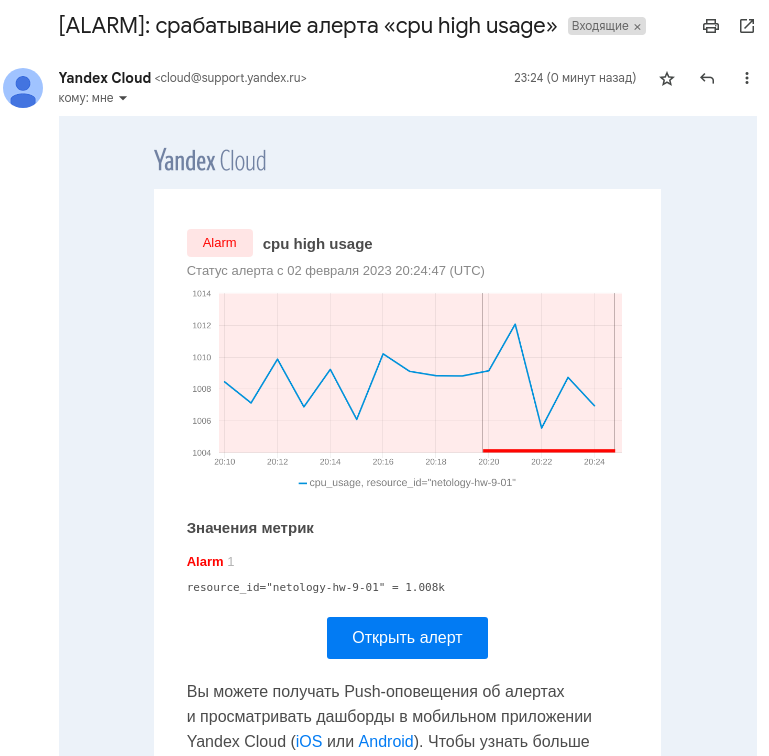 [ALARM]: срабатывание алерта «cpu high usage» Входящие ×
Yandex Cloud <cloud@support.yandex.ru> 23:24 (0 минут назад)
кому: мне
Yandex Cloud
Alarm cpu high usage
Статус алерта с 02 февраля 2023 20:24:47 (UTC)
1014
1012
1010
1008
1006
1004
20:10 20:12 20:14 20:16 20:18 20:20 20:22 20:24
cpu_usage, resource_id="netology-hw-9-01"
Значения метрик
Alarm 1
resource_id="netology-hw-9-01" = 1.008k
Открыть алерт
Вы можете получать Push-оповещения об алертах
и просматривать дашборды в мобильном приложении
Yandex Cloud (iOS или Android). Чтобы узнать больше